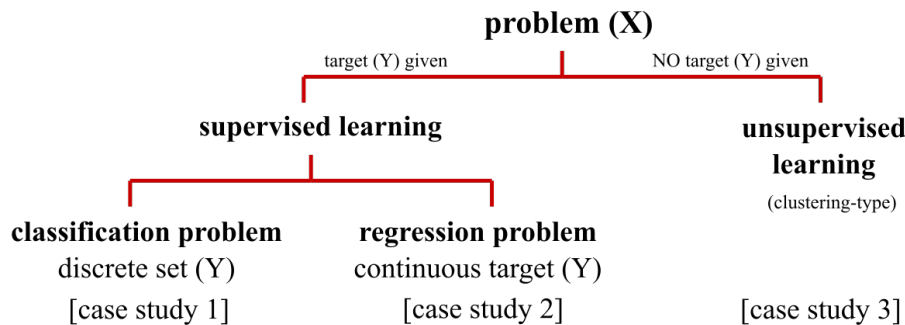 problem (X)
target (Y) given
NO target (Y) given
supervised learning
unsupervised
learning
(clustering-type)
classification problem
discrete set (Y)
[case study 1]
regression problem
continuous target (Y)
[case study 2]
[case study 3]